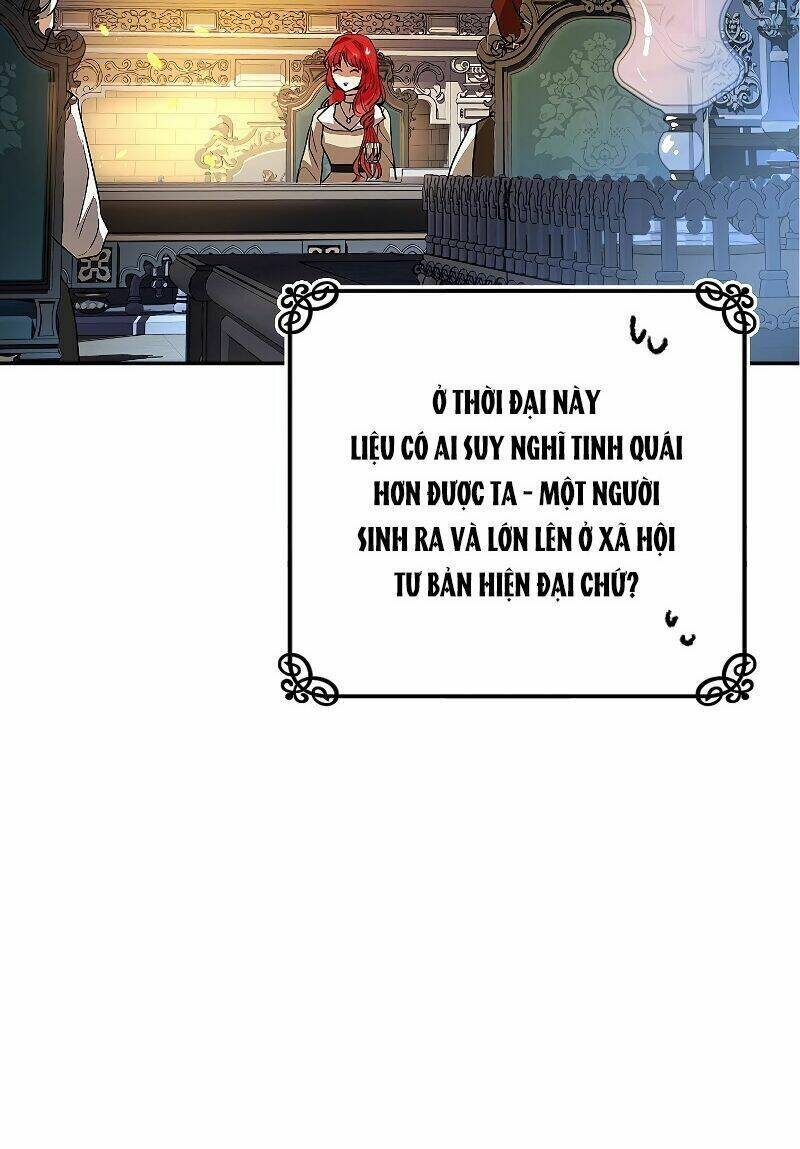 Ở THỜI ĐẠI NÀY
LIỆU CÓ AI SUY NGHĨ TINH QUÁI
HƠN ĐƯỢC TA - MỘT NGƯỜI
SINH RA VÀ LỚN LÊN Ở XÃ HỘI
TƯ BẢN HIỆN ĐẠI CHỨ?